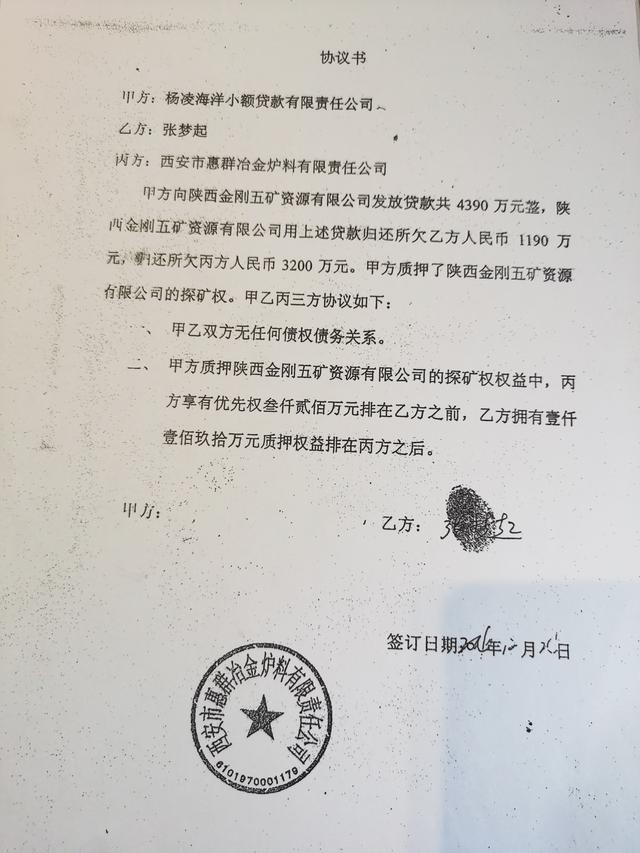 协议书
甲方：杨凌海洋小额贷款有限责任公司
乙方：张梦起
丙方：西安市惠群冶金炉料有限责任公司
甲方向陕西金刚五矿资源有限公司发放贷款共 4390 万元整，陕
西金刚五矿资源有限公司用上述贷款归还所欠乙方人民币 1190 万
元，归还所欠丙方人民币 3200 万元。甲方质押了陕西金刚五矿资源
有限公司的探矿权。甲乙丙三方协议如下：
一、 甲乙双方无任何债权债务关系。
二、 甲方质押陕西金刚五矿资源有限公司的探矿权权益中，丙
方享有优先权叁仟贰佰万元排在乙方之前，乙方拥有壹仟
壹佰玖拾万元质押权益排在丙方之后。
甲方：
乙方：
签订日期 年 月 日
西安市惠群冶金炉料有限责任公司
6101970001179